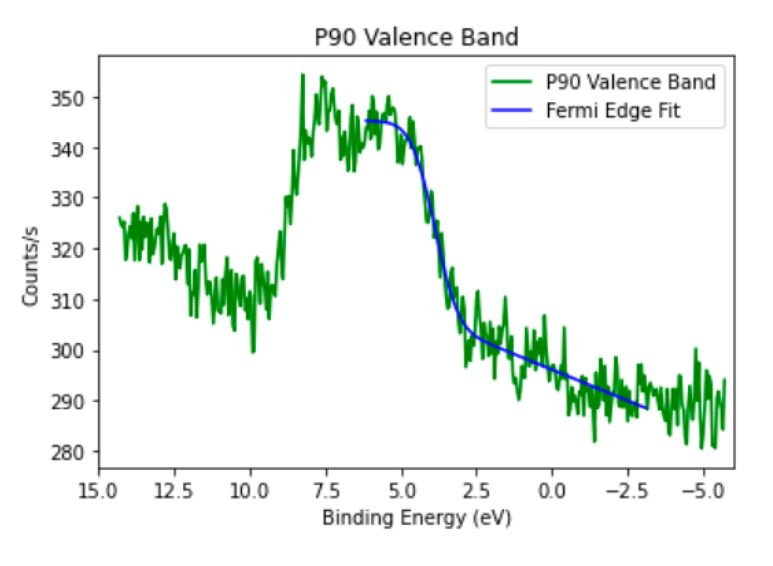 P90 Valence Band
P90 Valence Band
Fermi Edge Fit
350
340
330
320
310
300
290
280
Counts/s
15.0 12.5 10.0 7.5 5.0 2.5 0.0 −2.5 −5.0
Binding Energy (eV)